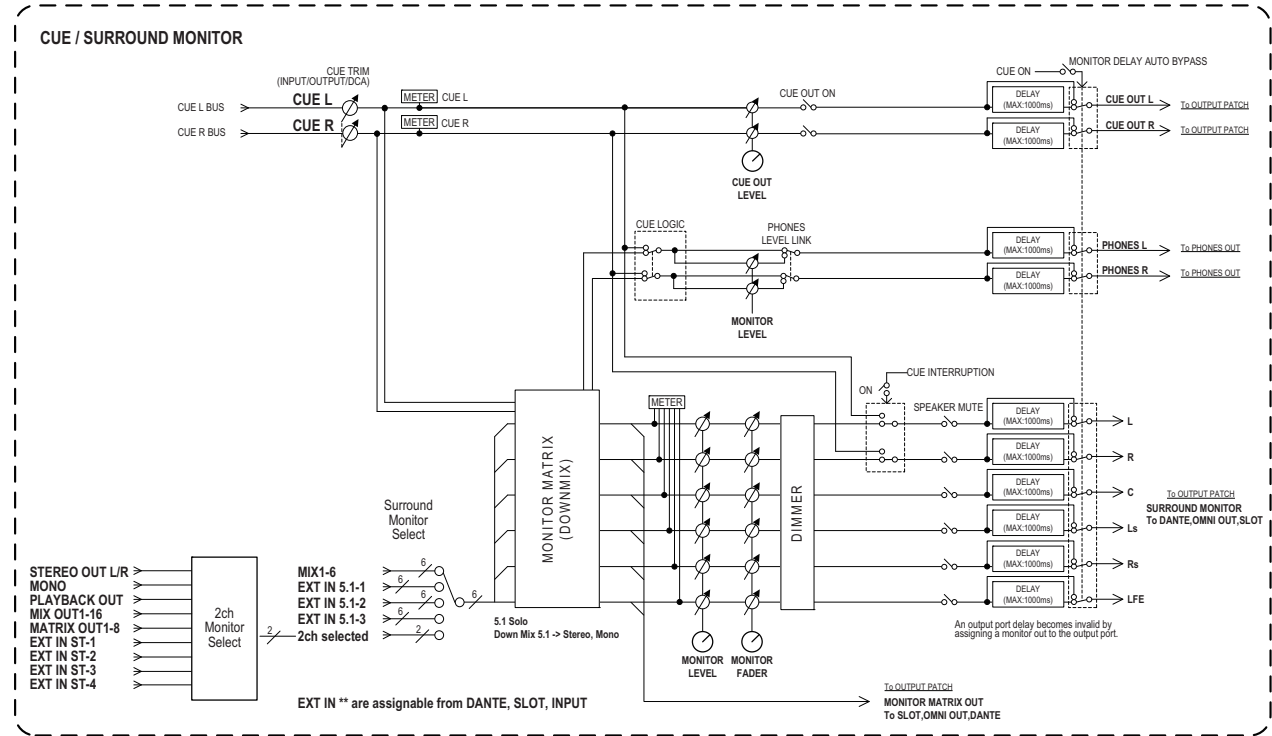 CUE / SURROUND MONITOR
CUE TRIM
(INPUT/OUTPUT/DCA)
CUE L BUS
CUE L
METER
CUE L
CUE R BUS
CUE R
METER
CUE R
CUE OUT ON
CUE OUT
LEVEL
CUE ON
MONITOR DELAY AUTO BYPASS
DELAY
(MAX:1000ms)
CUE OUT L
To OUTPUT PATCH
DELAY
(MAX:1000ms)
CUE OUT R
To OUTPUT PATCH
CUE LOGIC
PHONES
LEVEL LINK
MONITOR
LEVEL
DELAY
(MAX:1000ms)
PHONES L
To PHONES OUT
DELAY
(MAX:1000ms)
PHONES R
To PHONES OUT
CUE INTERRUPTION
ON
SPEAKER MUTE
METER
MONITOR MATRIX
(DOWNMIX)
DIMMER
DELAY
(MAX:1000ms)
L
DELAY
(MAX:1000ms)
R
DELAY
(MAX:1000ms)
C
DELAY
(MAX:1000ms)
Ls
DELAY
(MAX:1000ms)
Rs
DELAY
(MAX:1000ms)
LFE
To OUTPUT PATCH
SURROUND MONITOR
To DANTE,OMNI OUT,SLOT
An output port delay becomes invalid by
assigning a monitor out to the output port.
Surround
Monitor
Select
MIX1-6
6
EXT IN 5.1-1
6
EXT IN 5.1-2
6
EXT IN 5.1-3
6
2ch selected
2
6
5.1 Solo
Down Mix 5.1 -> Stereo, Mono
STEREO OUT L/R
MONO
PLAYBACK OUT
MIX OUT1-16
MATRIX OUT1-8
EXT IN ST-1
EXT IN ST-2
EXT IN ST-3
EXT IN ST-4
2ch
Monitor
Select
2
MONITOR
LEVEL
MONITOR
FADER
EXT IN ** are assignable from DANTE, SLOT, INPUT
To OUTPUT PATCH
MONITOR MATRIX OUT
To SLOT,OMNI OUT,DANTE